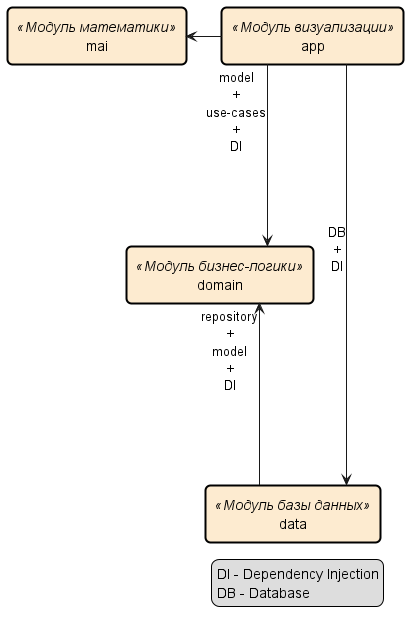 «Модуль математики»
mai
«Модуль визуализации»
app
model
+
use-cases
+
DI
DB
+
DI
«Модуль бизнес-логики»
domain
repository
+
model
+
DI
«Модуль базы данных»
data
DI - Dependency Injection
DB - Database